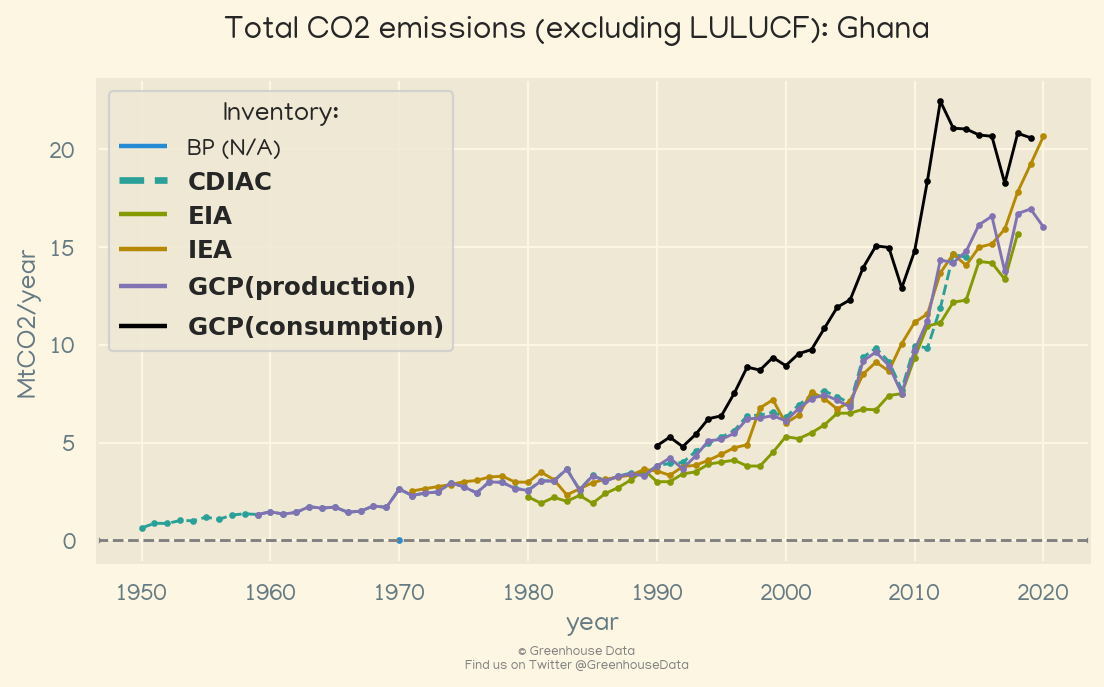 Total CO2 emissions (excluding LULUCF): Ghana
Inventory:
BP (N/A)
CDIAC
EIA
IEA
GCP(production)
GCP(consumption)
MtCO2/year
20
15
10
5
0
1950 1960 1970 1980 1990 2000 2010 2020
year
© Greenhouse Data
Find us on Twitter @GreenhouseData